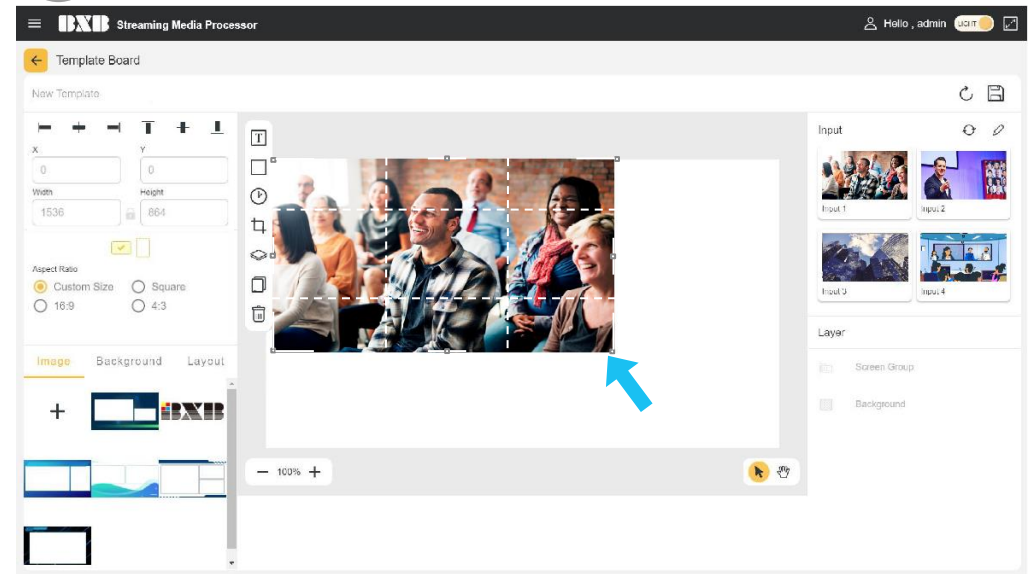 BXB Streaming Media Processor
Hello , admin
LIGHT
Template Board
New Template
X
Y
0
0
Width
Height
1536
864
Aspect Ratio
Custom Size
Square
16:9
4:3
Image
Background
Layout
+
BXB
T
100%
Input
Input 1
Input 2
Input 3
Input 4
Layer
Screen Group
Background